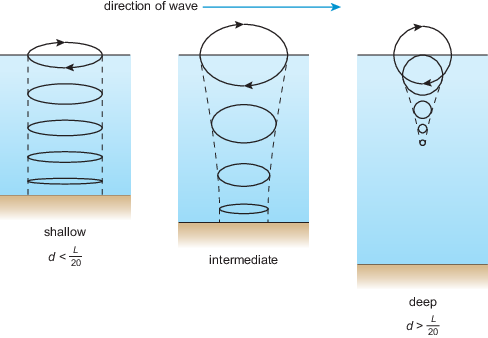 direction of wave
shallow
d < L/20
intermediate
deep
d > L/20